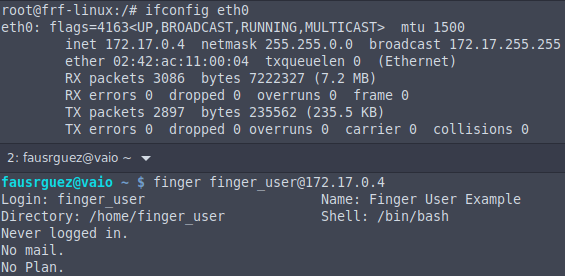 root@frf-linux:/# ifconfig eth0
eth0: flags=4163<UP,BROADCAST,RUNNING,MULTICAST>  mtu 1500
        inet 172.17.0.4  netmask 255.255.0.0  broadcast 172.17.255.255
        ether 02:42:ac:11:00:04  txqueuelen 0  (Ethernet)
        RX packets 3086  bytes 7222327 (7.2 MB)
        RX errors 0  dropped 0  overruns 0  frame 0
        TX packets 2897  bytes 235562 (235.5 KB)
        TX errors 0  dropped 0 overruns 0  carrier 0  collisions 0
2: fausrguez@vaio ~
fausrguez@vaio ~ $ finger finger_user@172.17.0.4
Login: finger_user                      Name: Finger User Example
Directory: /home/finger_user            Shell: /bin/bash
Never logged in.
No mail.
No Plan.